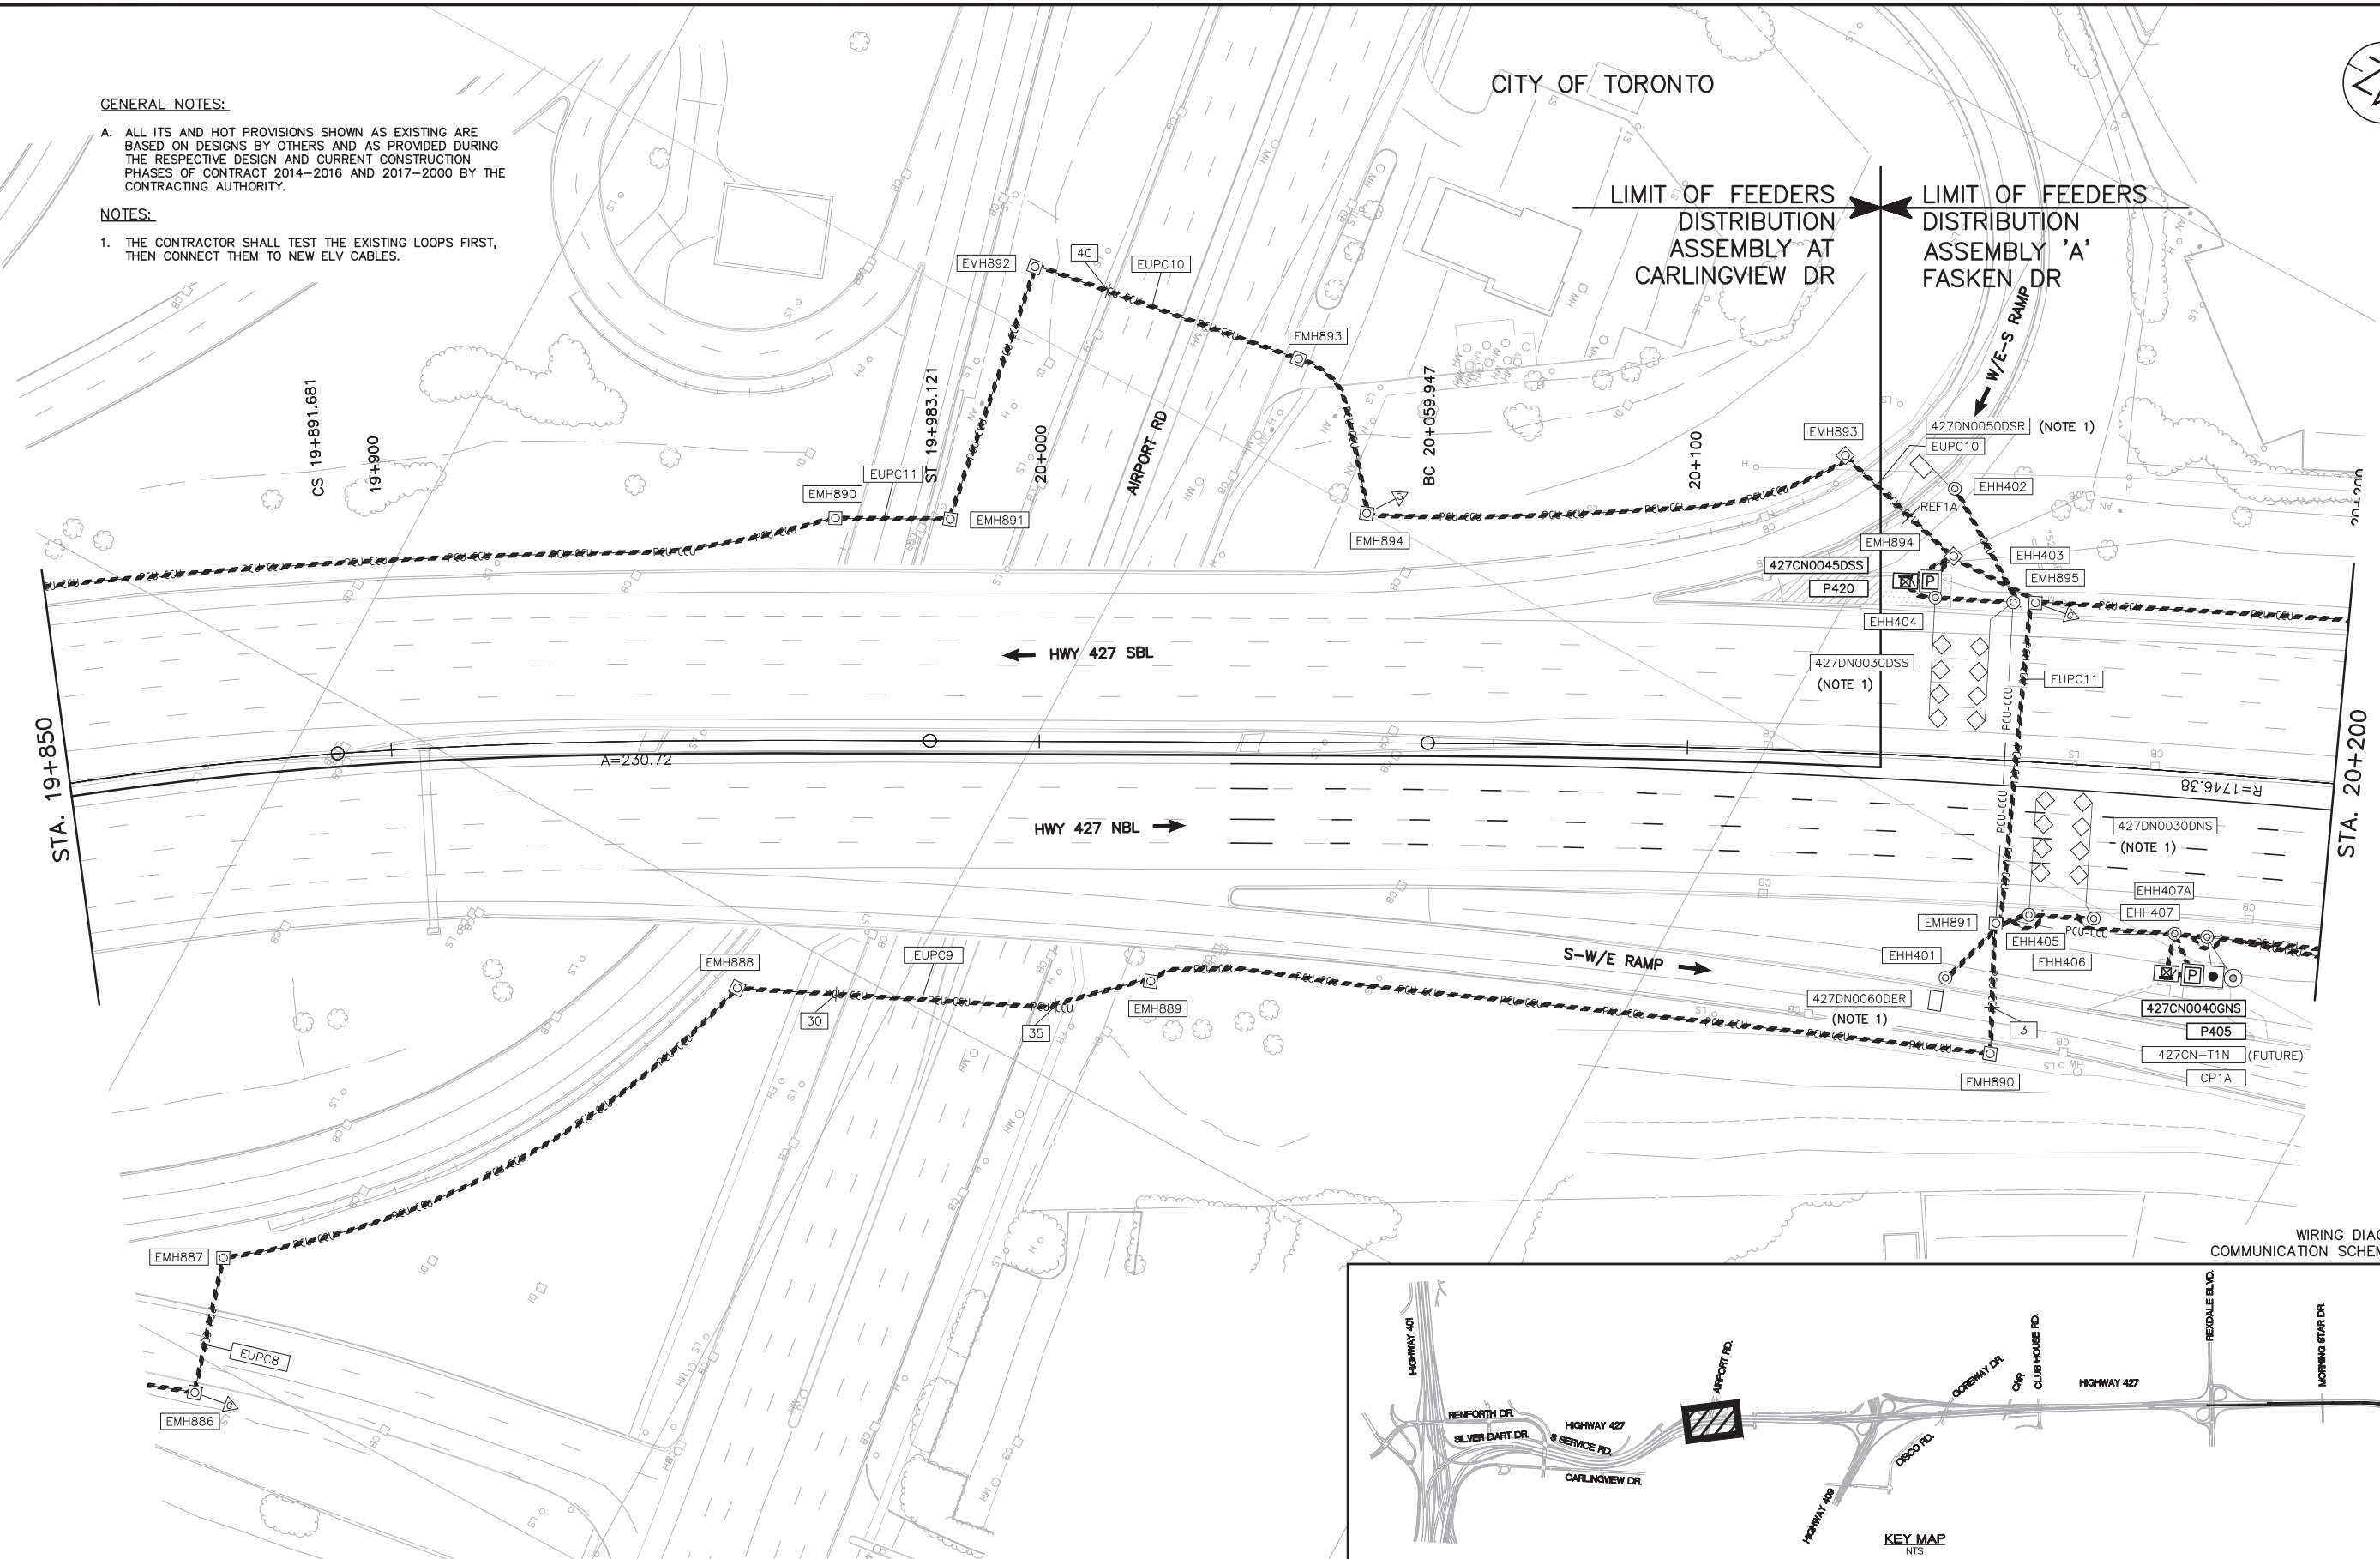 GENERAL NOTES:
A. ALL ITS AND HOT PROVISIONS SHOWN AS EXISTING ARE
BASED ON DESIGNS BY OTHERS AND AS PROVIDED DURING
THE RESPECTIVE DESIGN AND CURRENT CONSTRUCTION
PHASES OF CONTRACT 2014-2016 AND 2017-2000 BY THE
CONTRACTING AUTHORITY.
NOTES:
1. THE CONTRACTOR SHALL TEST THE EXISTING LOOPS FIRST,
THEN CONNECT THEM TO NEW ELV CABLES.
CITY OF TORONTO
LIMIT OF FEEDERS
DISTRIBUTION
ASSEMBLY AT
CARLINGVIEW DR
LIMIT OF FEEDERS
DISTRIBUTION
ASSEMBLY 'A'
FASKEN DR
W/E-S RAMP
EMH892
40
EUPC10
EMH893
CS 19+891.681
19+900
EMH890
EUPC11
ST 19+983.121
EMH891
20+000
AIRPORT RD
BC 20+059.947
EMH894
20+100
EMH893
427DN0050DSR (NOTE 1)
EUPC10
EHH402
REF1A
EMH894
EHH403
EMH895
427CN0045DSS
P420
P
EHH404
427DN0030DSS
(NOTE 1)
EUPC11
PCU-CCU
PCU-CCU
HWY 427 SBL
STA. 19+850
A=230.72
R=1746.38
STA. 20+200
HWY 427 NBL
427DN0030DNS
(NOTE 1)
EHH407A
EHH407
EMH891
EHH405
PCU-CCU
EHH406
EHH401
S-W/E RAMP
P
427DN0060DER
(NOTE 1)
3
427CN0040GNS
P405
427CN-T1N (FUTURE)
CP1A
EMH890
EMH888
EUPC9
30
35
EMH889
EMH887
EUPC8
EMH886
WIRING DIAG
COMMUNICATION SCHEM
HIGHWAY 401
RENFORTH DR.
SILVER DART DR.
HIGHWAY 427
S SERVICE RD.
CARLINGVIEW DR.
AIRPORT RD.
HIGHWAY 409
DISCO RD.
GOREWAY DR.
CNR
CLUB HOUSE RD.
HIGHWAY 427
REXDALE BLVD.
MORNING STAR DR.
KEY MAP
NTS